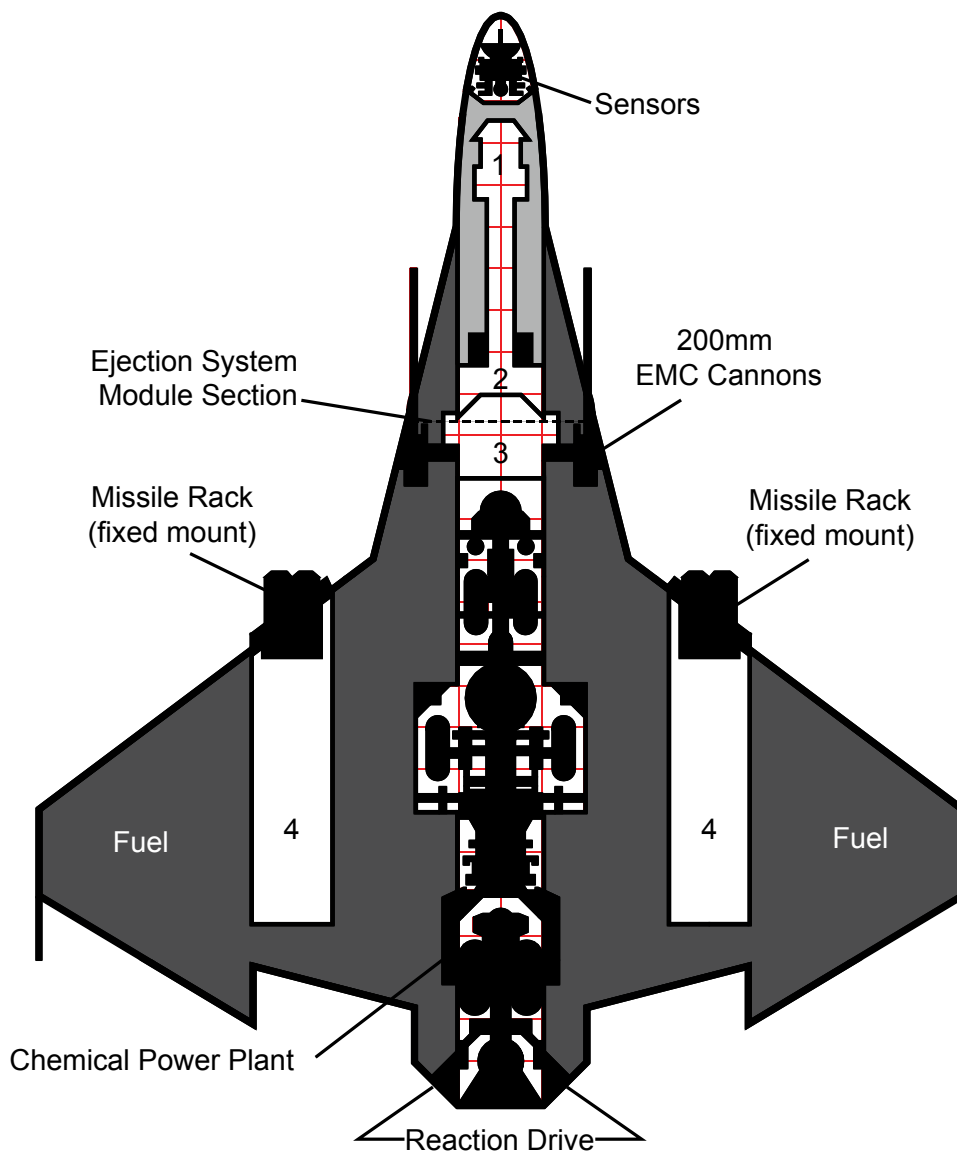 Sensors
1
200mm
EMC Cannons
Ejection System
Module Section
2
3
Missile Rack
(fixed mount)
Missile Rack
(fixed mount)
4
4
Fuel
Fuel
Chemical Power Plant
Reaction Drive